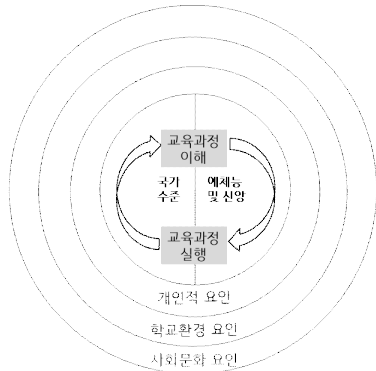 교육과정
이해
국가
수준
예체능
및 신앙
교육과정
실행
개인적 요인
학교환경 요인
사회문화 요인